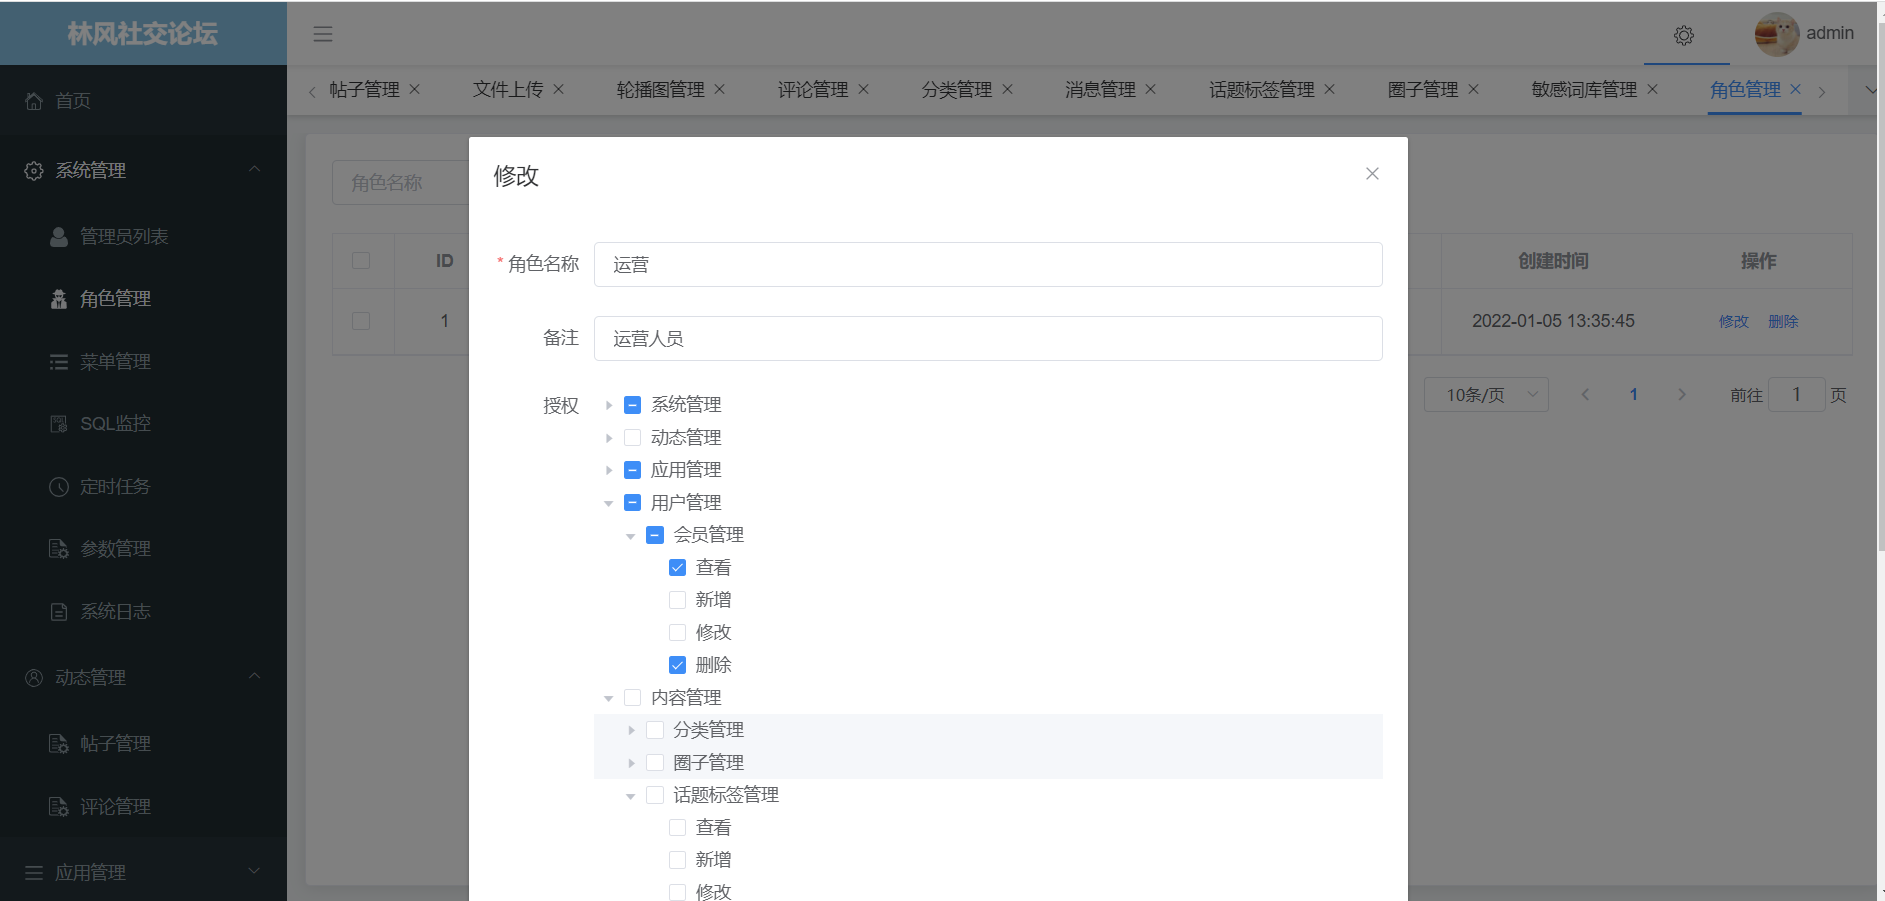 林风社交论坛
admin
帖子管理
文件上传
轮播图管理
评论管理
分类管理
消息管理
话题标签管理
圈子管理
敏感词库管理
角色管理
首页
系统管理
管理员列表
角色管理
菜单管理
SQL监控
定时任务
参数管理
系统日志
动态管理
帖子管理
评论管理
应用管理
角色名称
ID
创建时间
操作
1
2022-01-05 13:35:45
修改
删除
10条/页
1
前往
1
页
修改
* 角色名称
运营
备注
运营人员
授权
系统管理
动态管理
应用管理
用户管理
会员管理
查看
新增
修改
删除
内容管理
分类管理
圈子管理
话题标签管理
查看
新增
修改